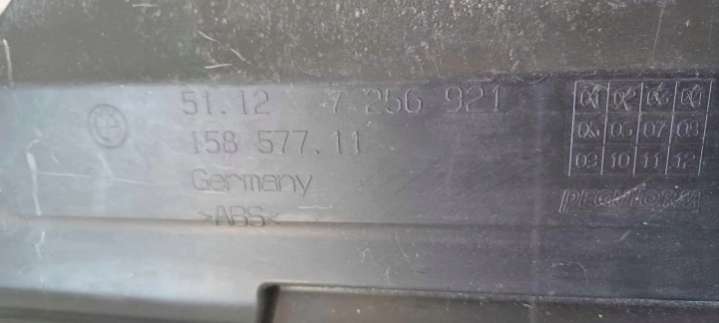 51.12 7 256 921
158 577.11
Germany
>ABS<
01 02 03 04
05 06 07 08
09 10 11 12
PEGUFORM